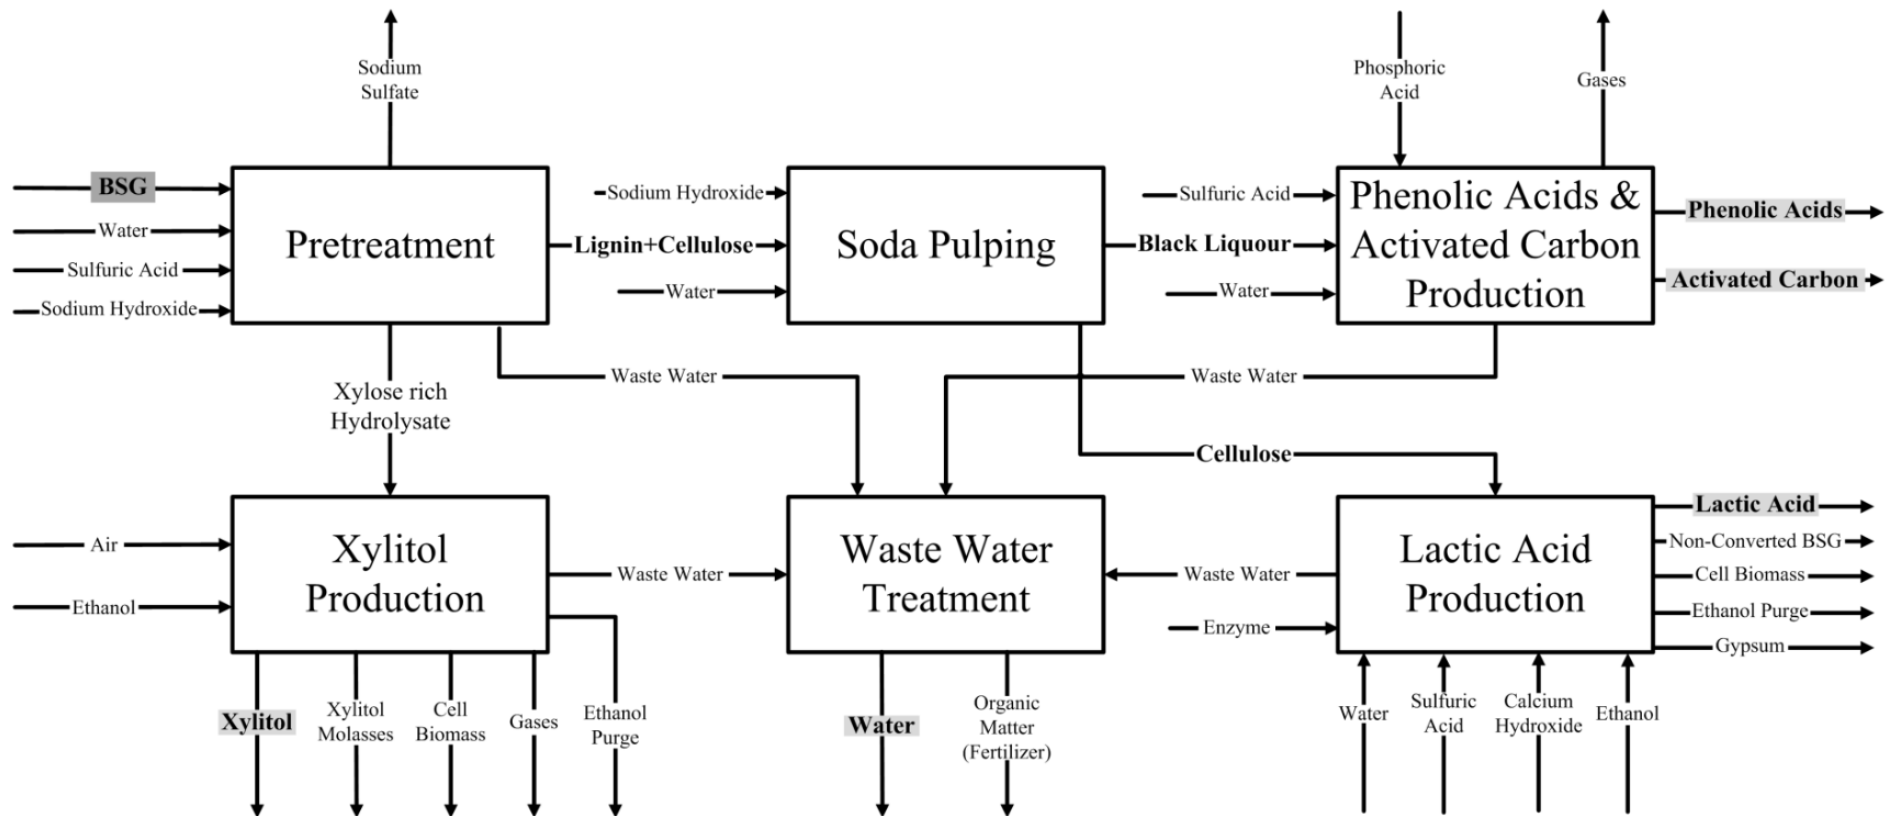 Sodium
Sulfate
Phosphoric
Acid
Gases
BSG
Water
Sulfuric Acid
Sodium Hydroxide
Pretreatment
Sodium Hydroxide
Lignin+Cellulose
Water
Soda Pulping
Sulfuric Acid
Black Liquour
Water
Phenolic Acids &
Activated Carbon
Production
Phenolic Acids
Activated Carbon
Xylose rich
Hydrolysate
Waste Water
Waste Water
Cellulose
Air
Ethanol
Xylitol
Production
Waste Water
Waste Water
Treatment
Waste Water
Enzyme
Lactic Acid
Production
Lactic Acid
Non-Converted BSG
Cell Biomass
Ethanol Purge
Gypsum
Xylitol
Xylitol
Molasses
Cell
Biomass
Gases
Ethanol
Purge
Water
Organic
Matter
(Fertilizer)
Water
Sulfuric
Acid
Calcium
Hydroxide
Ethanol